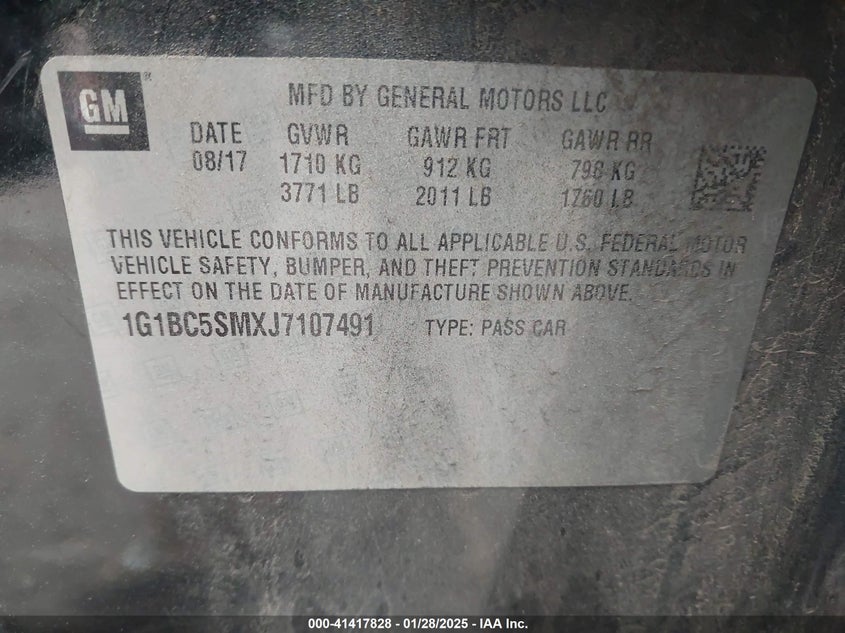 GM ®
MFD BY GENERAL MOTORS LLC
DATE GVWR GAWR FRT GAWR RR
08/17 1710 KG 912 KG 798 KG
3771 LB 2011 LB 1760 LB
THIS VEHICLE CONFORMS TO ALL APPLICABLE U.S. FEDERAL MOTOR
VEHICLE SAFETY, BUMPER, AND THEFT PREVENTION STANDARDS IN
EFFECT ON THE DATE OF MANUFACTURE SHOWN ABOVE.
1G1BC5SMXJ7107491 TYPE: PASS CAR
000-41417828 - 01/28/2025 - IAA Inc.